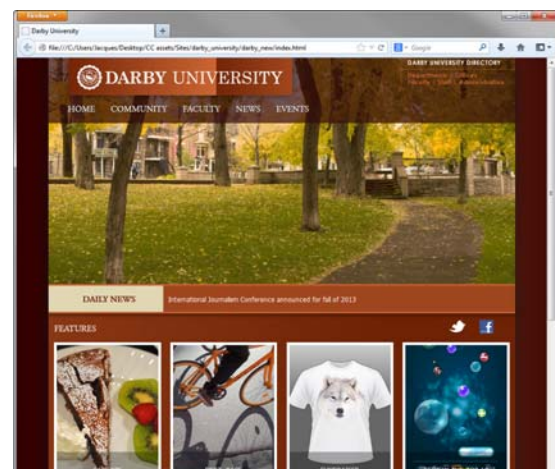 Firefox
Darby University
file:///C:/Users/Jacques/Desktop/CC assets/Sites/darby_university/darby_new/index.html
Google
DARBY UNIVERSITY
DARBY UNIVERSITY DIRECTORY
Departments / Offices
Faculty / Staff / Administration
HOME COMMUNITY FACULTY NEWS EVENTS
DAILY NEWS
International Journalism Conference announced for fall of 2013
FEATURES